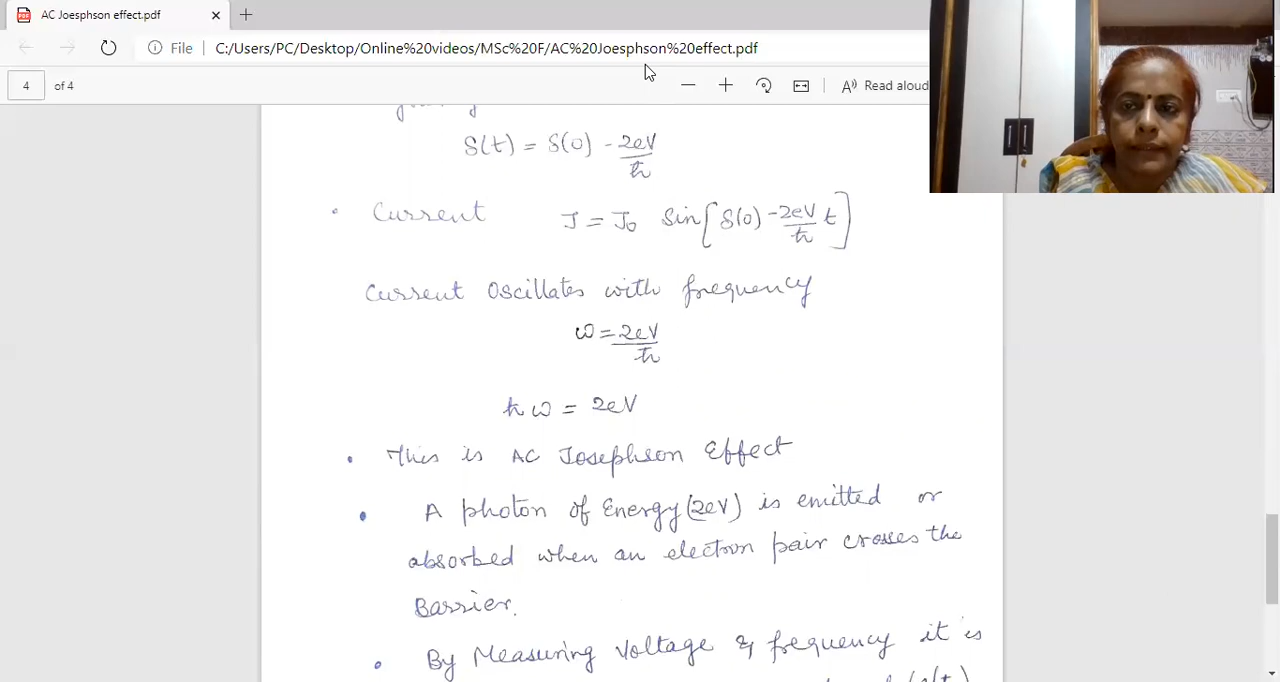 AC Joesphson effect.pdf
File C:/Users/PC/Desktop/Online%20videos/MSc%20F/AC%20Joesphson%20effect.pdf
4 of 4 Read aloud
δ(t) = δ(0) - 2eV/ħ
• Current J = J₀ Sin[δ(0) - 2eV/ħ t]
Current Oscillates with frequency
ω = 2eV/ħ
ħω = 2eV
• This is AC Josephson Effect
• A photon of Energy (2eV) is emitted or
absorbed when an electron pair crosses the
Barrier.
• By Measuring Voltage & frequency it is